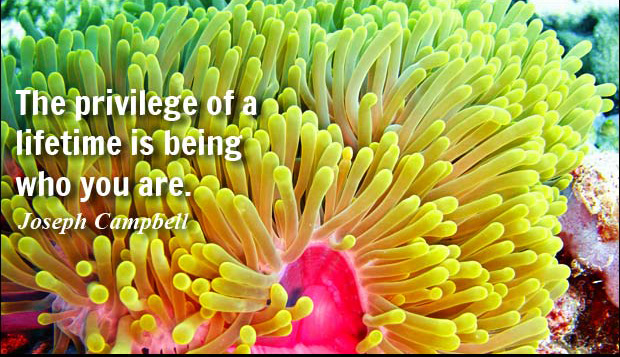 The privilege of a
lifetime is being
who you are.
Joseph Campbell